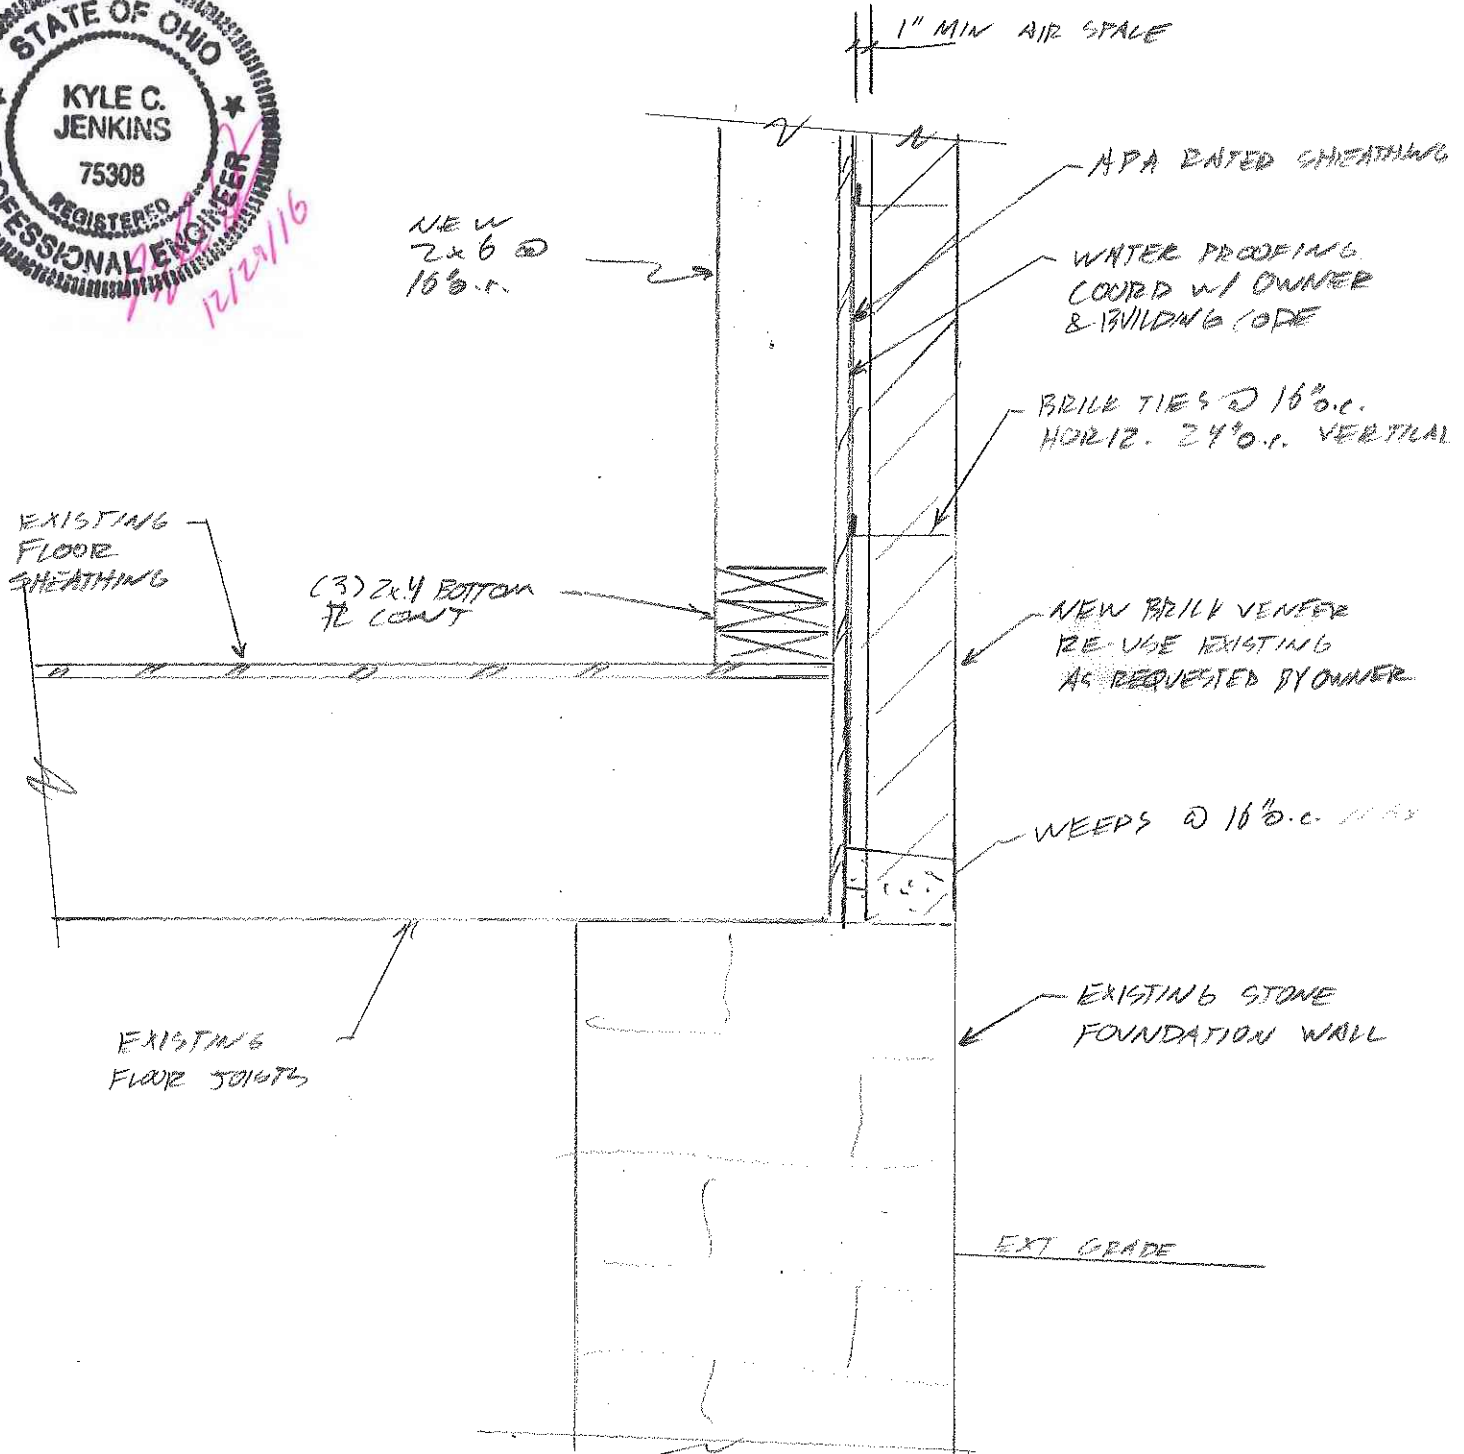 STATE OF OHIO
KYLE C.
JENKINS
75308
REGISTERED
PROFESSIONAL ENGINEER
12/29/16
1" MIN AIR SPACE
APA RATED SHEATHING
WATER PROOFING
COORD W/ OWNER
& BUILDING CODE
NEW
2x6 @
16" o.c.
BRICK TIES @ 16" o.c.
HORIZ. 24" o.c. VERTICAL
EXISTING
FLOOR
SHEATHING
(3) 2x4 BOTTOM
PL CONT
NEW BRICK VENEER
RE-USE EXISTING
AS REQUESTED BY OWNER
WEEPS @ 16" o.c. MAX
EXISTING STONE
FOUNDATION WALL
EXISTING
FLOOR JOISTS
EXT GRADE